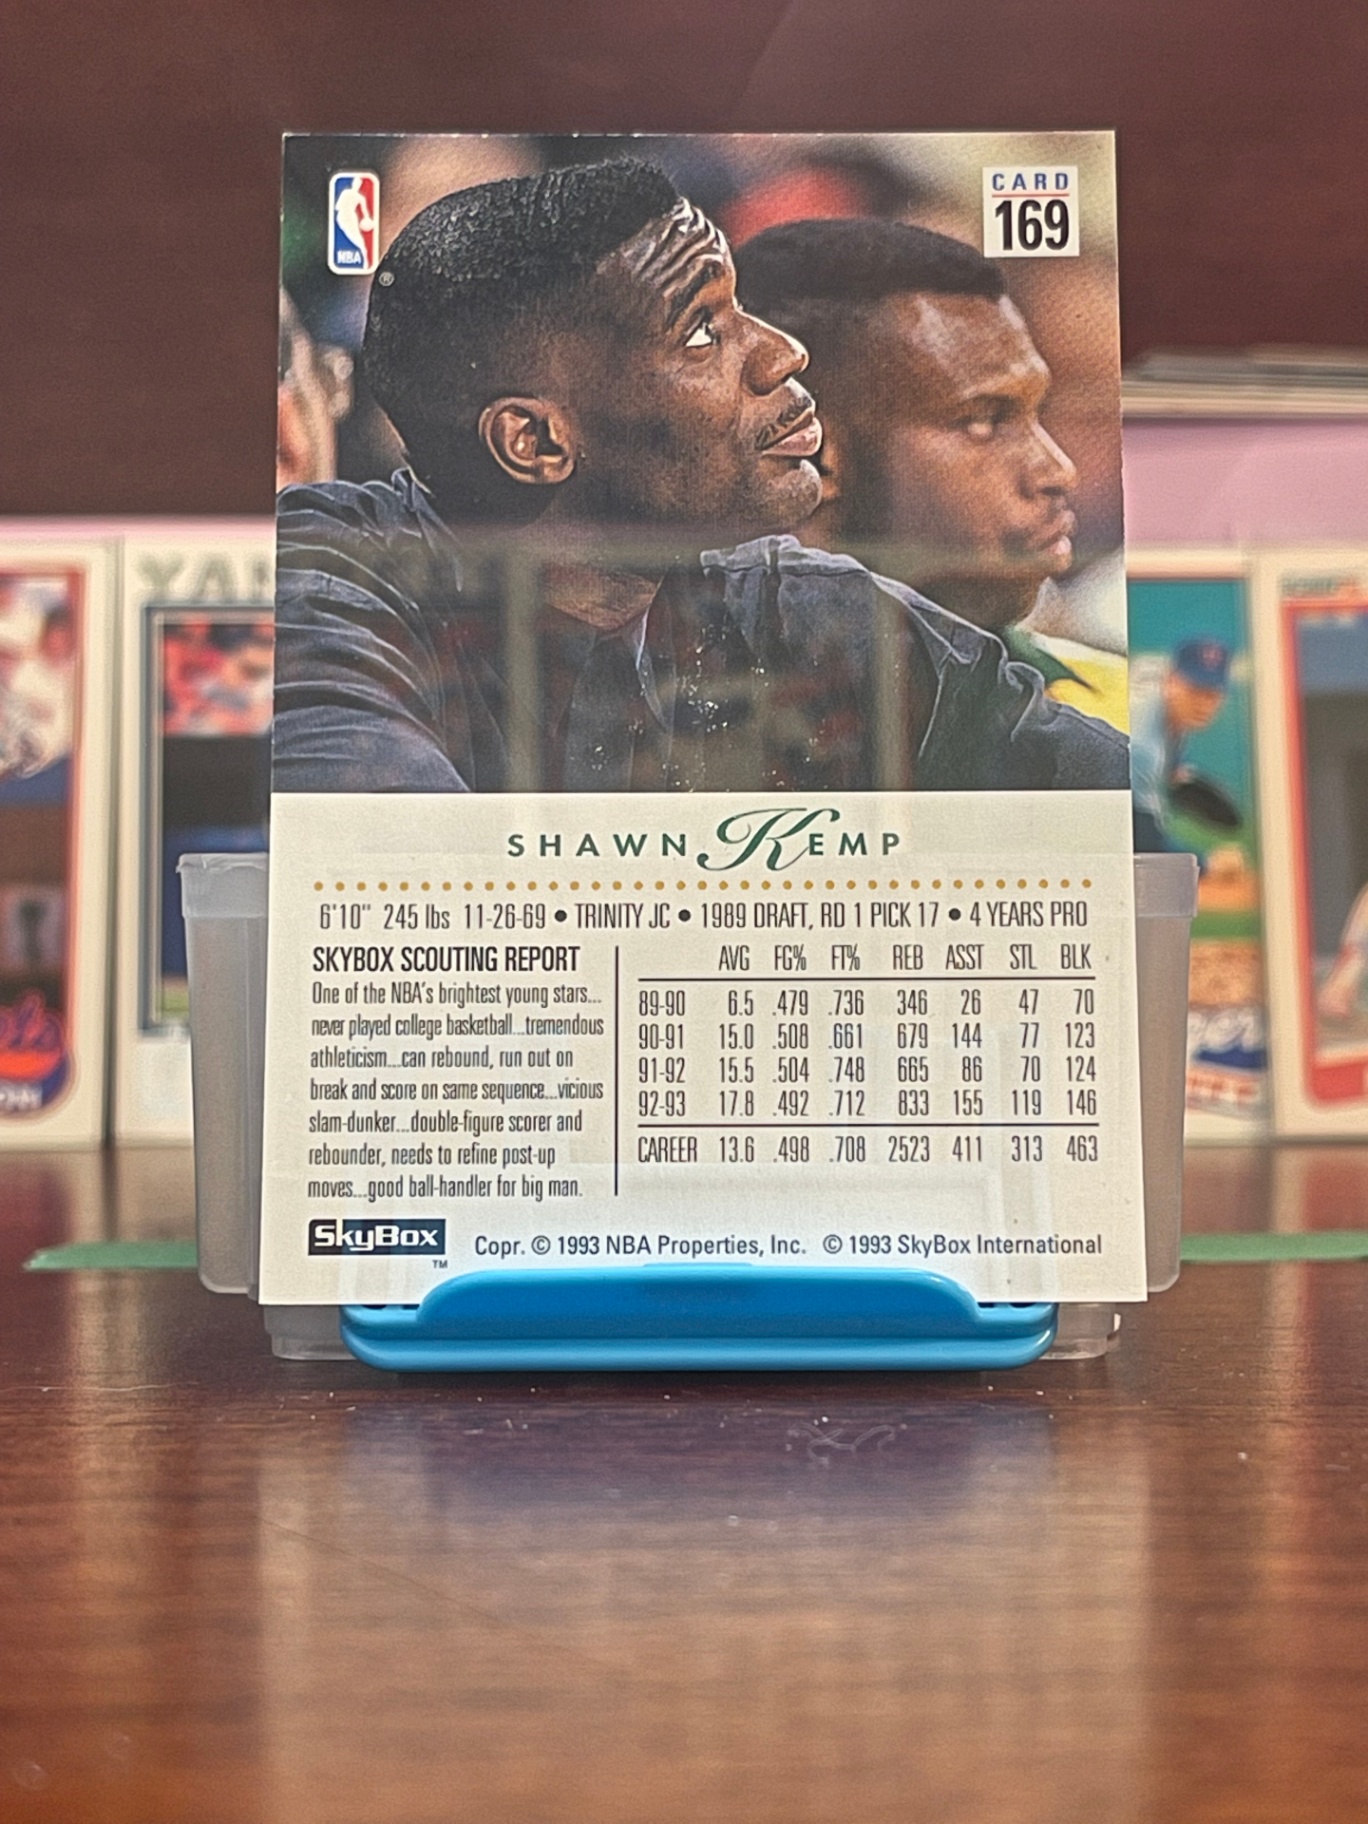 NBA
®
CARD
169
YAN
SHAWN KEMP
6'10" 245 lbs 11-26-69 • TRINITY JC • 1989 DRAFT, RD 1 PICK 17 • 4 YEARS PRO
SKYBOX SCOUTING REPORT
One of the NBA's brightest young stars...
never played college basketball...tremendous
athleticism...can rebound, run out on
break and score on same sequence...vicious
slam-dunker...double-figure scorer and
rebounder, needs to refine post-up
moves...good ball-handler for big man.
AVG FG% FT% REB ASST STL BLK
89-90 6.5 .479 .736 346 26 47 70
90-91 15.0 .508 .661 679 144 77 123
91-92 15.5 .504 .748 665 86 70 124
92-93 17.8 .492 .712 833 155 119 146
CAREER 13.6 .498 .708 2523 411 313 463
SkyBox
TM
Copr. © 1993 NBA Properties, Inc. © 1993 SkyBox International